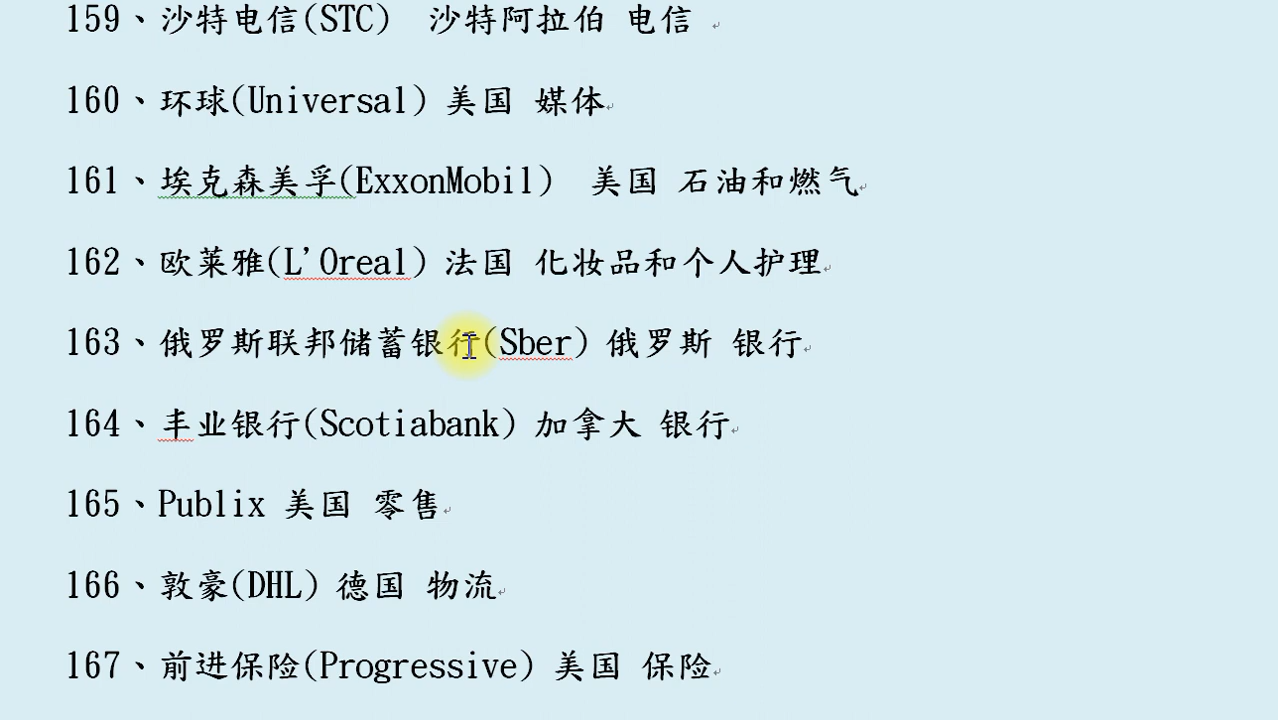 159、沙特电信(STC) 沙特阿拉伯 电信
160、环球(Universal) 美国 媒体
161、埃克森美孚(ExxonMobil) 美国 石油和燃气
162、欧莱雅(L'Oreal) 法国 化妆品和个人护理
163、俄罗斯联邦储蓄银行(Sber) 俄罗斯 银行
164、丰业银行(Scotiabank) 加拿大 银行
165、Publix 美国 零售
166、敦豪(DHL) 德国 物流
167、前进保险(Progressive) 美国 保险